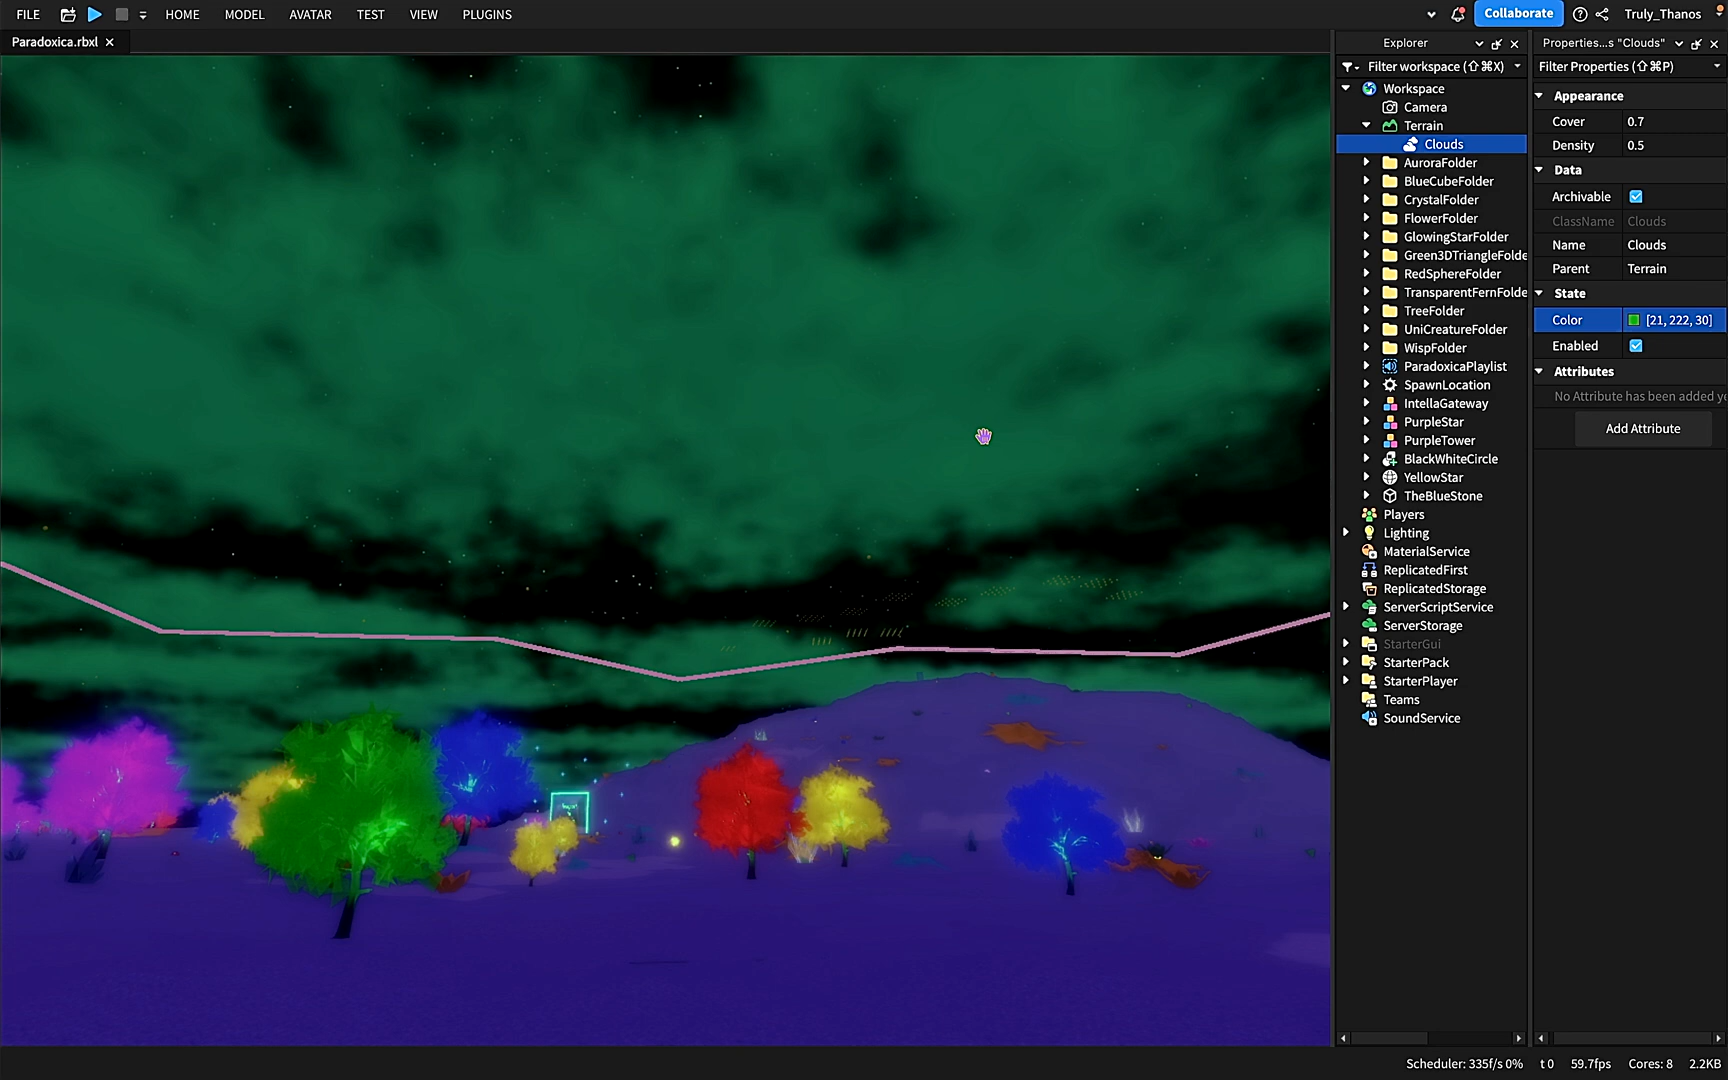 FILE
HOME
MODEL
AVATAR
TEST
VIEW
PLUGINS
Collaborate
Truly_Thanos
Paradoxica.rbxl
Explorer
Filter workspace (⇧⌘X)
Workspace
Camera
Terrain
Clouds
AuroraFolder
BlueCubeFolder
CrystalFolder
FlowerFolder
GlowingStarFolder
Green3DTriangleFolde
RedSphereFolder
TransparentFernFolde
TreeFolder
UniCreatureFolder
WispFolder
ParadoxicaPlaylist
SpawnLocation
IntellaGateway
PurpleStar
PurpleTower
BlackWhiteCircle
YellowStar
TheBlueStone
Players
Lighting
MaterialService
ReplicatedFirst
ReplicatedStorage
ServerScriptService
ServerStorage
StarterGui
StarterPack
StarterPlayer
Teams
SoundService
Properties...s "Clouds"
Filter Properties (⇧⌘P)
Appearance
Cover 0.7
Density 0.5
Data
Archivable
ClassName Clouds
Name Clouds
Parent Terrain
State
Color [21, 222, 30]
Enabled
Attributes
No Attribute has been added ye
Add Attribute
Scheduler: 335f/s 0% t 0 59.7fps Cores: 8 2.2KB